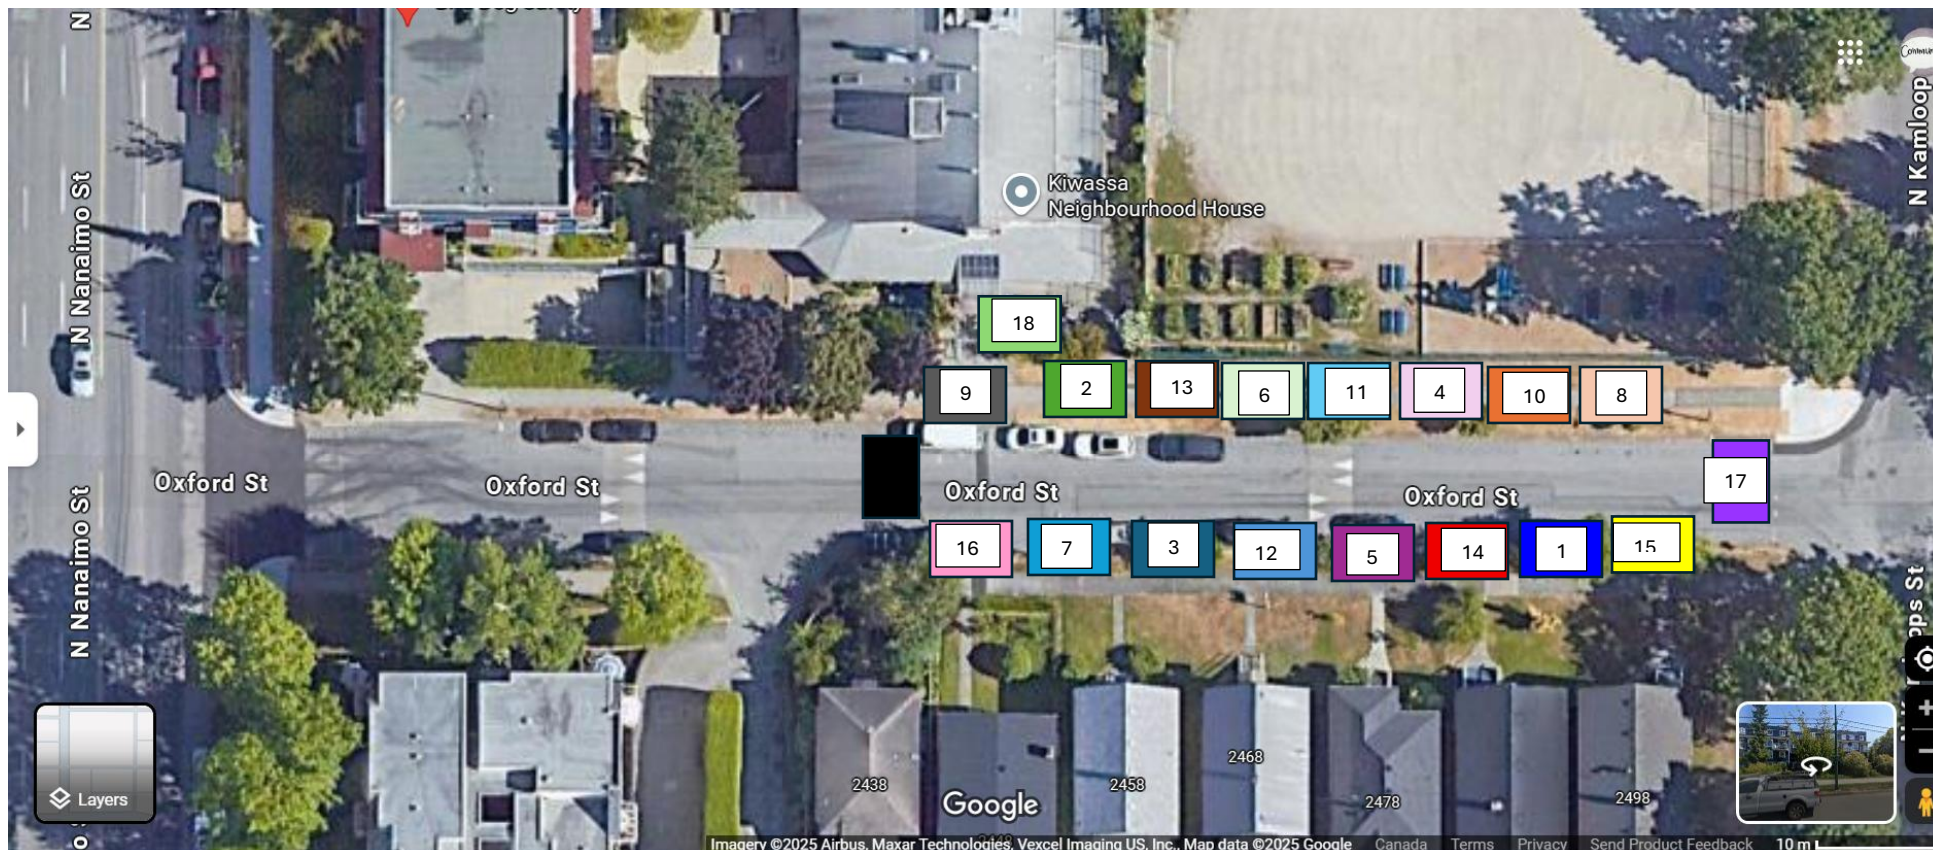 N
N Kamloop
Kiwassa
Neighbourhood House
N Nanaimo St
18
9
2
13
6
11
4
10
8
Oxford St
Oxford St
Oxford St
Oxford St
17
16
7
3
12
5
14
1
15
N Nanaimo St
ops St
2438
2458
2468
2478
2498
Google
Layers
Imagery ©2025 Airbus, Maxar Technologies, Vexcel Imaging US, Inc., Map data ©2025 Google Canada Terms Privacy Send Product Feedback 10 m